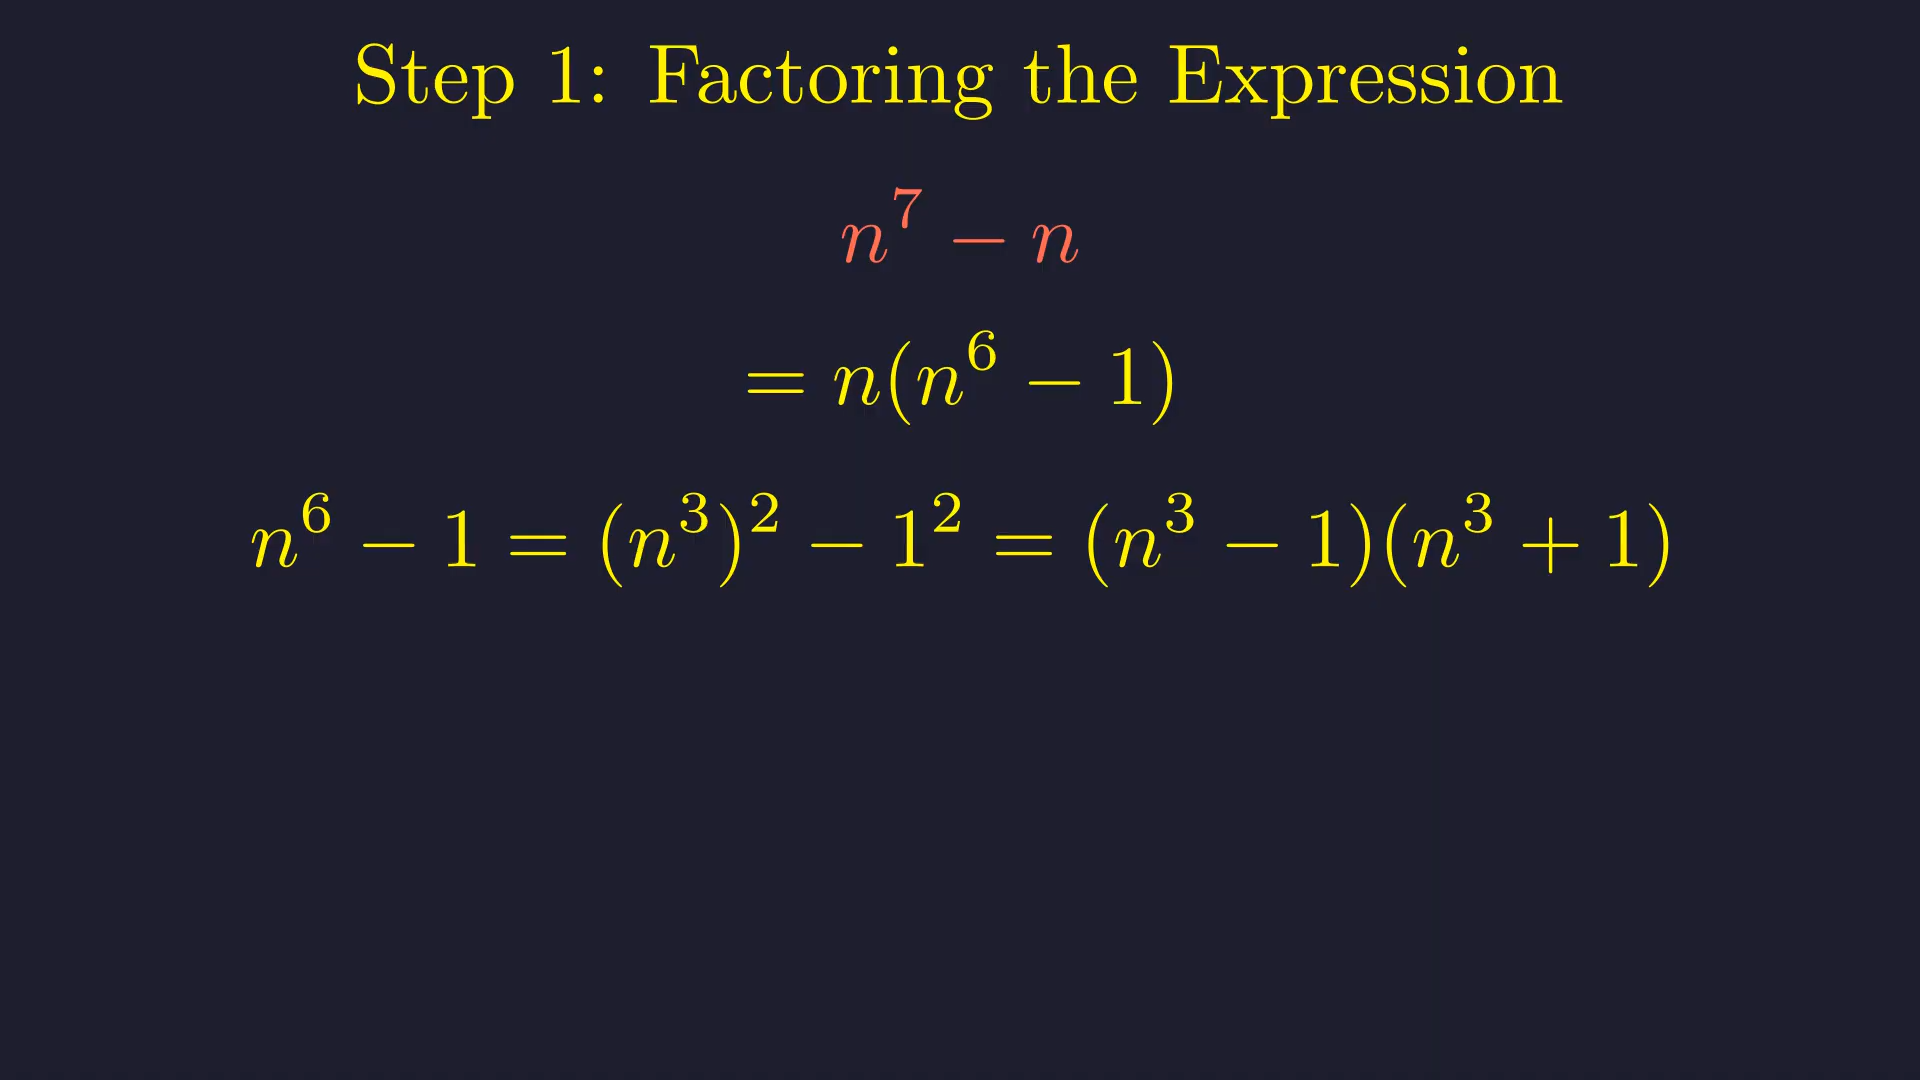 Step 1: Factoring the Expression
n⁷ − n
= n(n⁶ − 1)
n⁶ − 1 = (n³)² − 1² = (n³ − 1)(n³ + 1)